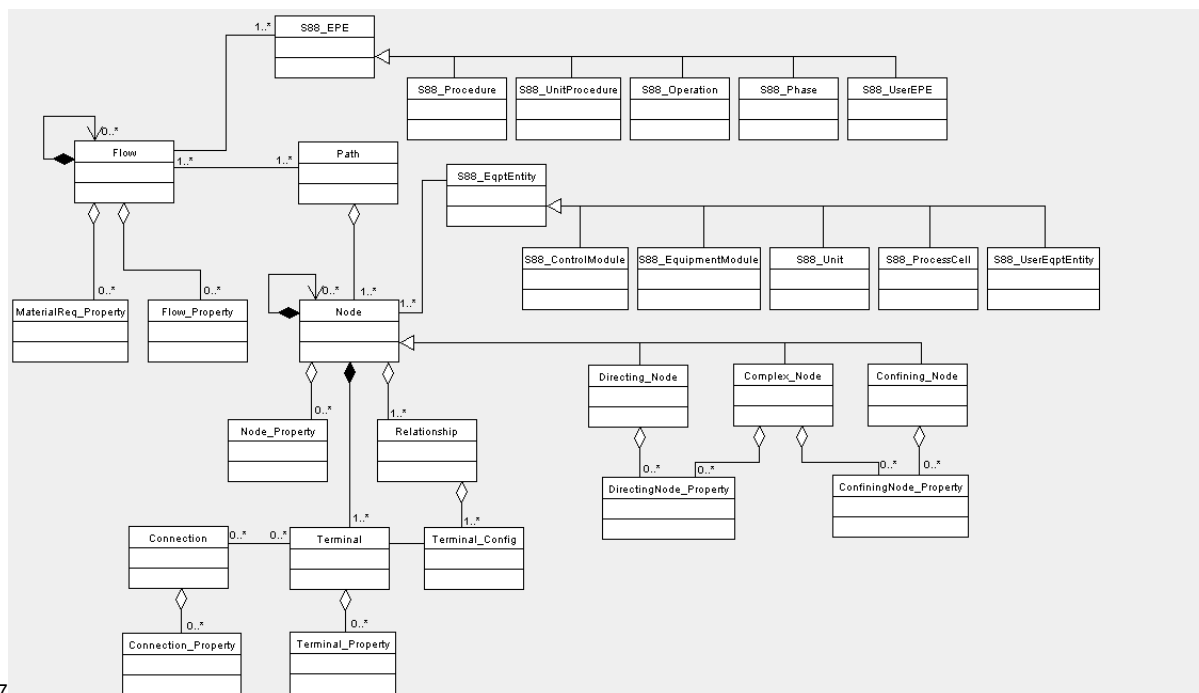 1..*
S88_EPE
S88_Procedure
S88_UnitProcedure
S88_Operation
S88_Phase
S88_UserEPE
0..*
Flow
1..*
1..*
Path
S88_EqptEntity
S88_ControlModule
S88_EquipmentModule
S88_Unit
S88_ProcessCell
S88_UserEqptEntity
0..*
0..*
0..*
1..*
1..*
MaterialReq_Property
Flow_Property
Node
Directing_Node
Complex_Node
Confining_Node
0..*
1..*
Node_Property
Relationship
0..*
0..*
0..*
0..*
DirectingNode_Property
ConfiningNode_Property
1..*
1..*
Connection
0..*
0..*
Terminal
Terminal_Config
0..*
0..*
Connection_Property
Terminal_Property
7